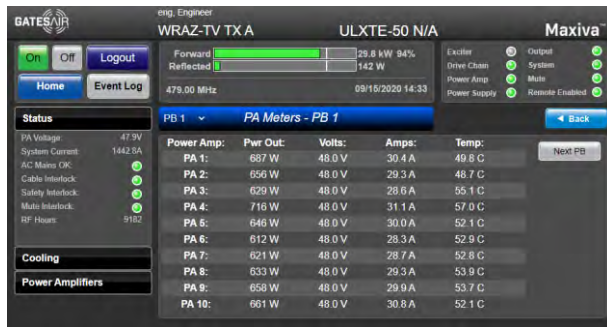 GATESAIR
eng, Engineer
WRAZ-TV TX A
ULXTE-50 N/A
Maxiva
On
Off
Logout
Home
Event Log
Forward 29.8 kW 94%
Reflected 142 W
479.00 MHz
09/15/2020 14:33
Exciter
Drive Chain
Power Amp
Power Supply
Output
System
Mute
Remote Enabled
Status
PA Voltage: 47.9V
System Current: 1442.8A
AC Mains OK:
Cable Interlock:
Safety Interlock:
Mute Interlock:
RF Hours: 9182
Cooling
Power Amplifiers
PB 1
PA Meters - PB 1
Back
Next PB
Power Amp: Pwr Out: Volts: Amps: Temp:
PA 1: 687 W 48.0 V 30.4 A 49.8 C
PA 2: 656 W 48.0 V 29.3 A 48.7 C
PA 3: 629 W 48.0 V 28.6 A 55.1 C
PA 4: 716 W 48.0 V 31.1 A 57.0 C
PA 5: 646 W 48.0 V 30.0 A 52.1 C
PA 6: 612 W 48.0 V 28.3 A 52.9 C
PA 7: 621 W 48.0 V 28.7 A 52.8 C
PA 8: 633 W 48.0 V 29.3 A 53.9 C
PA 9: 658 W 48.0 V 29.9 A 53.7 C
PA 10: 661 W 48.0 V 30.8 A 52.1 C